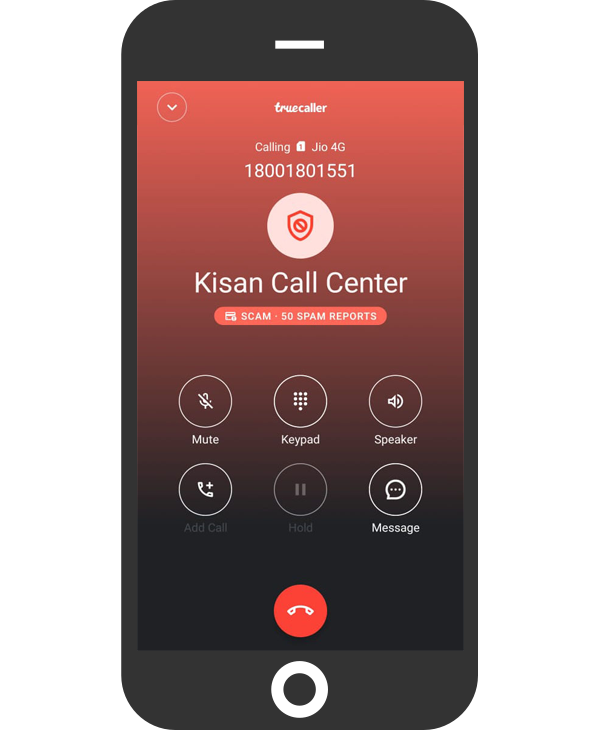 truecaller
Calling 1 Jio 4G
18001801551
Kisan Call Center
SCAM · 50 SPAM REPORTS
Mute Keypad Speaker
Add Call Hold Message